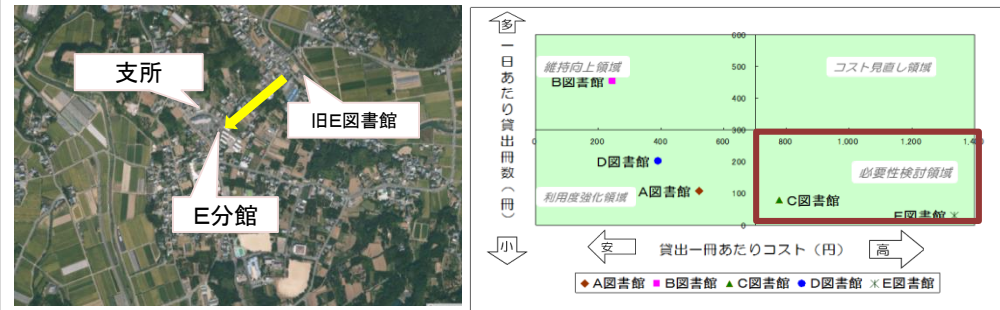 支所
旧E図書館
E分館
多
一日あたり貸出冊数(冊)
小
600
500
400
300
200
100
0
0
200
400
600
800
1,000
1,200
1,400
維持向上領域
コスト見直し領域
B図書館
D図書館
A図書館
利用度強化領域
必要性検討領域
C図書館
E図書館
安
貸出一冊あたりコスト(円)
高
A図書館 B図書館 C図書館 D図書館 E図書館